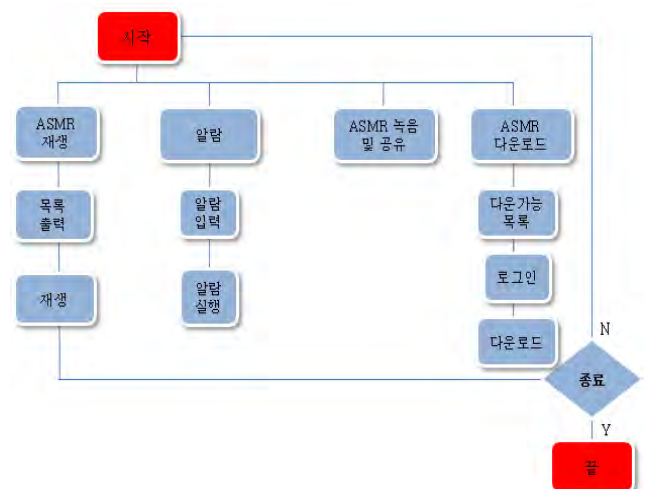 시작
ASMR
재생
알람
ASMR 녹음
및 공유
ASMR
다운로드
목록
출력
알람
입력
다운가능
목록
재생
알람
실행
로그인
다운로드
N
종료
Y
끝